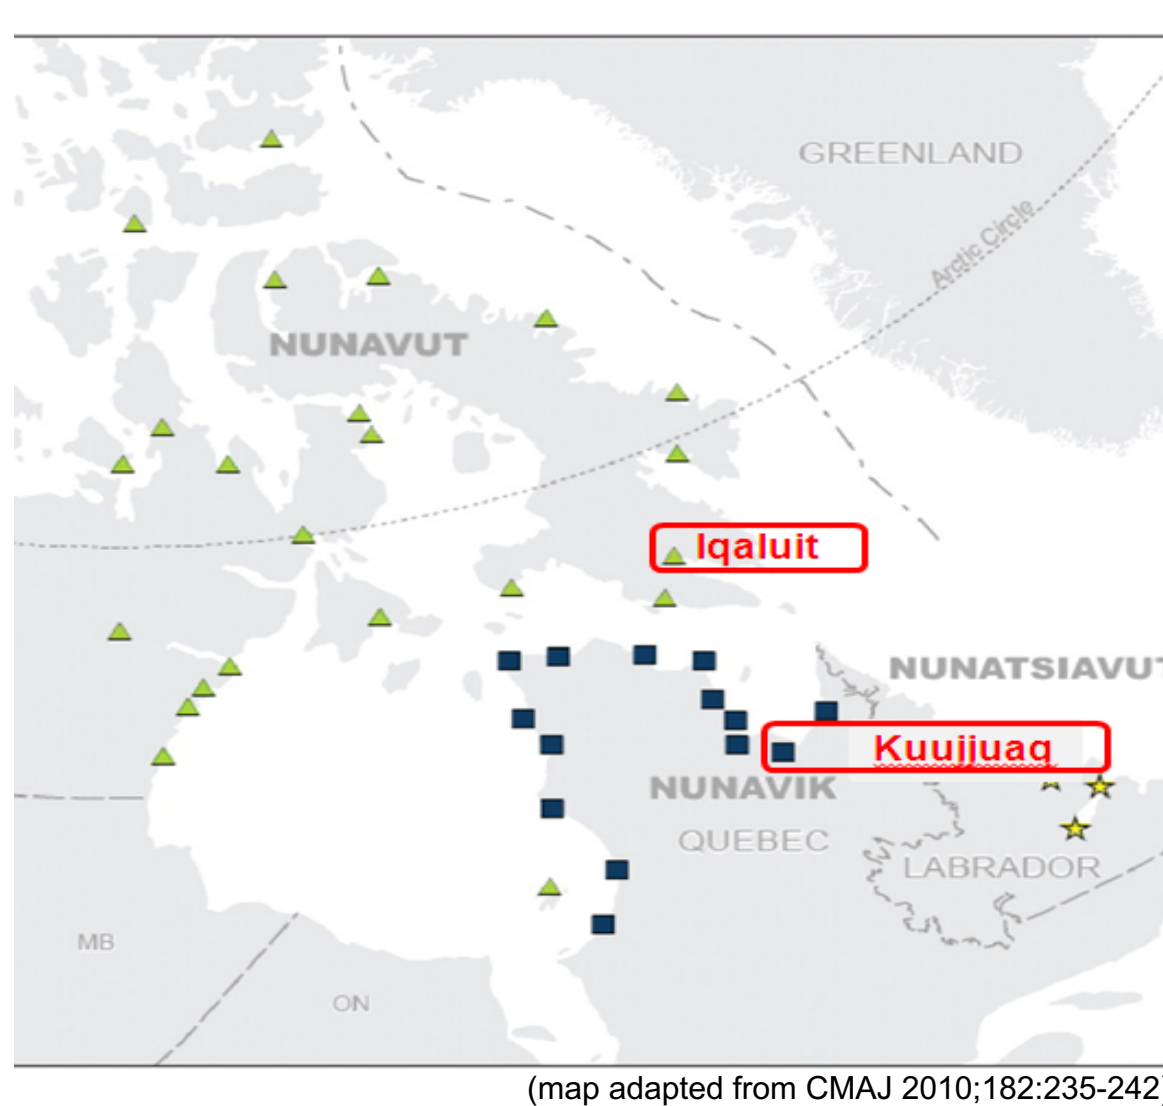 GREENLAND
Arctic Circle
NUNAVUT
Iqaluit
NUNATSIAVUT
Kuujjuaq
NUNAVIK
QUEBEC
LABRADOR
MB
ON
(map adapted from CMAJ 2010;182:235-242)